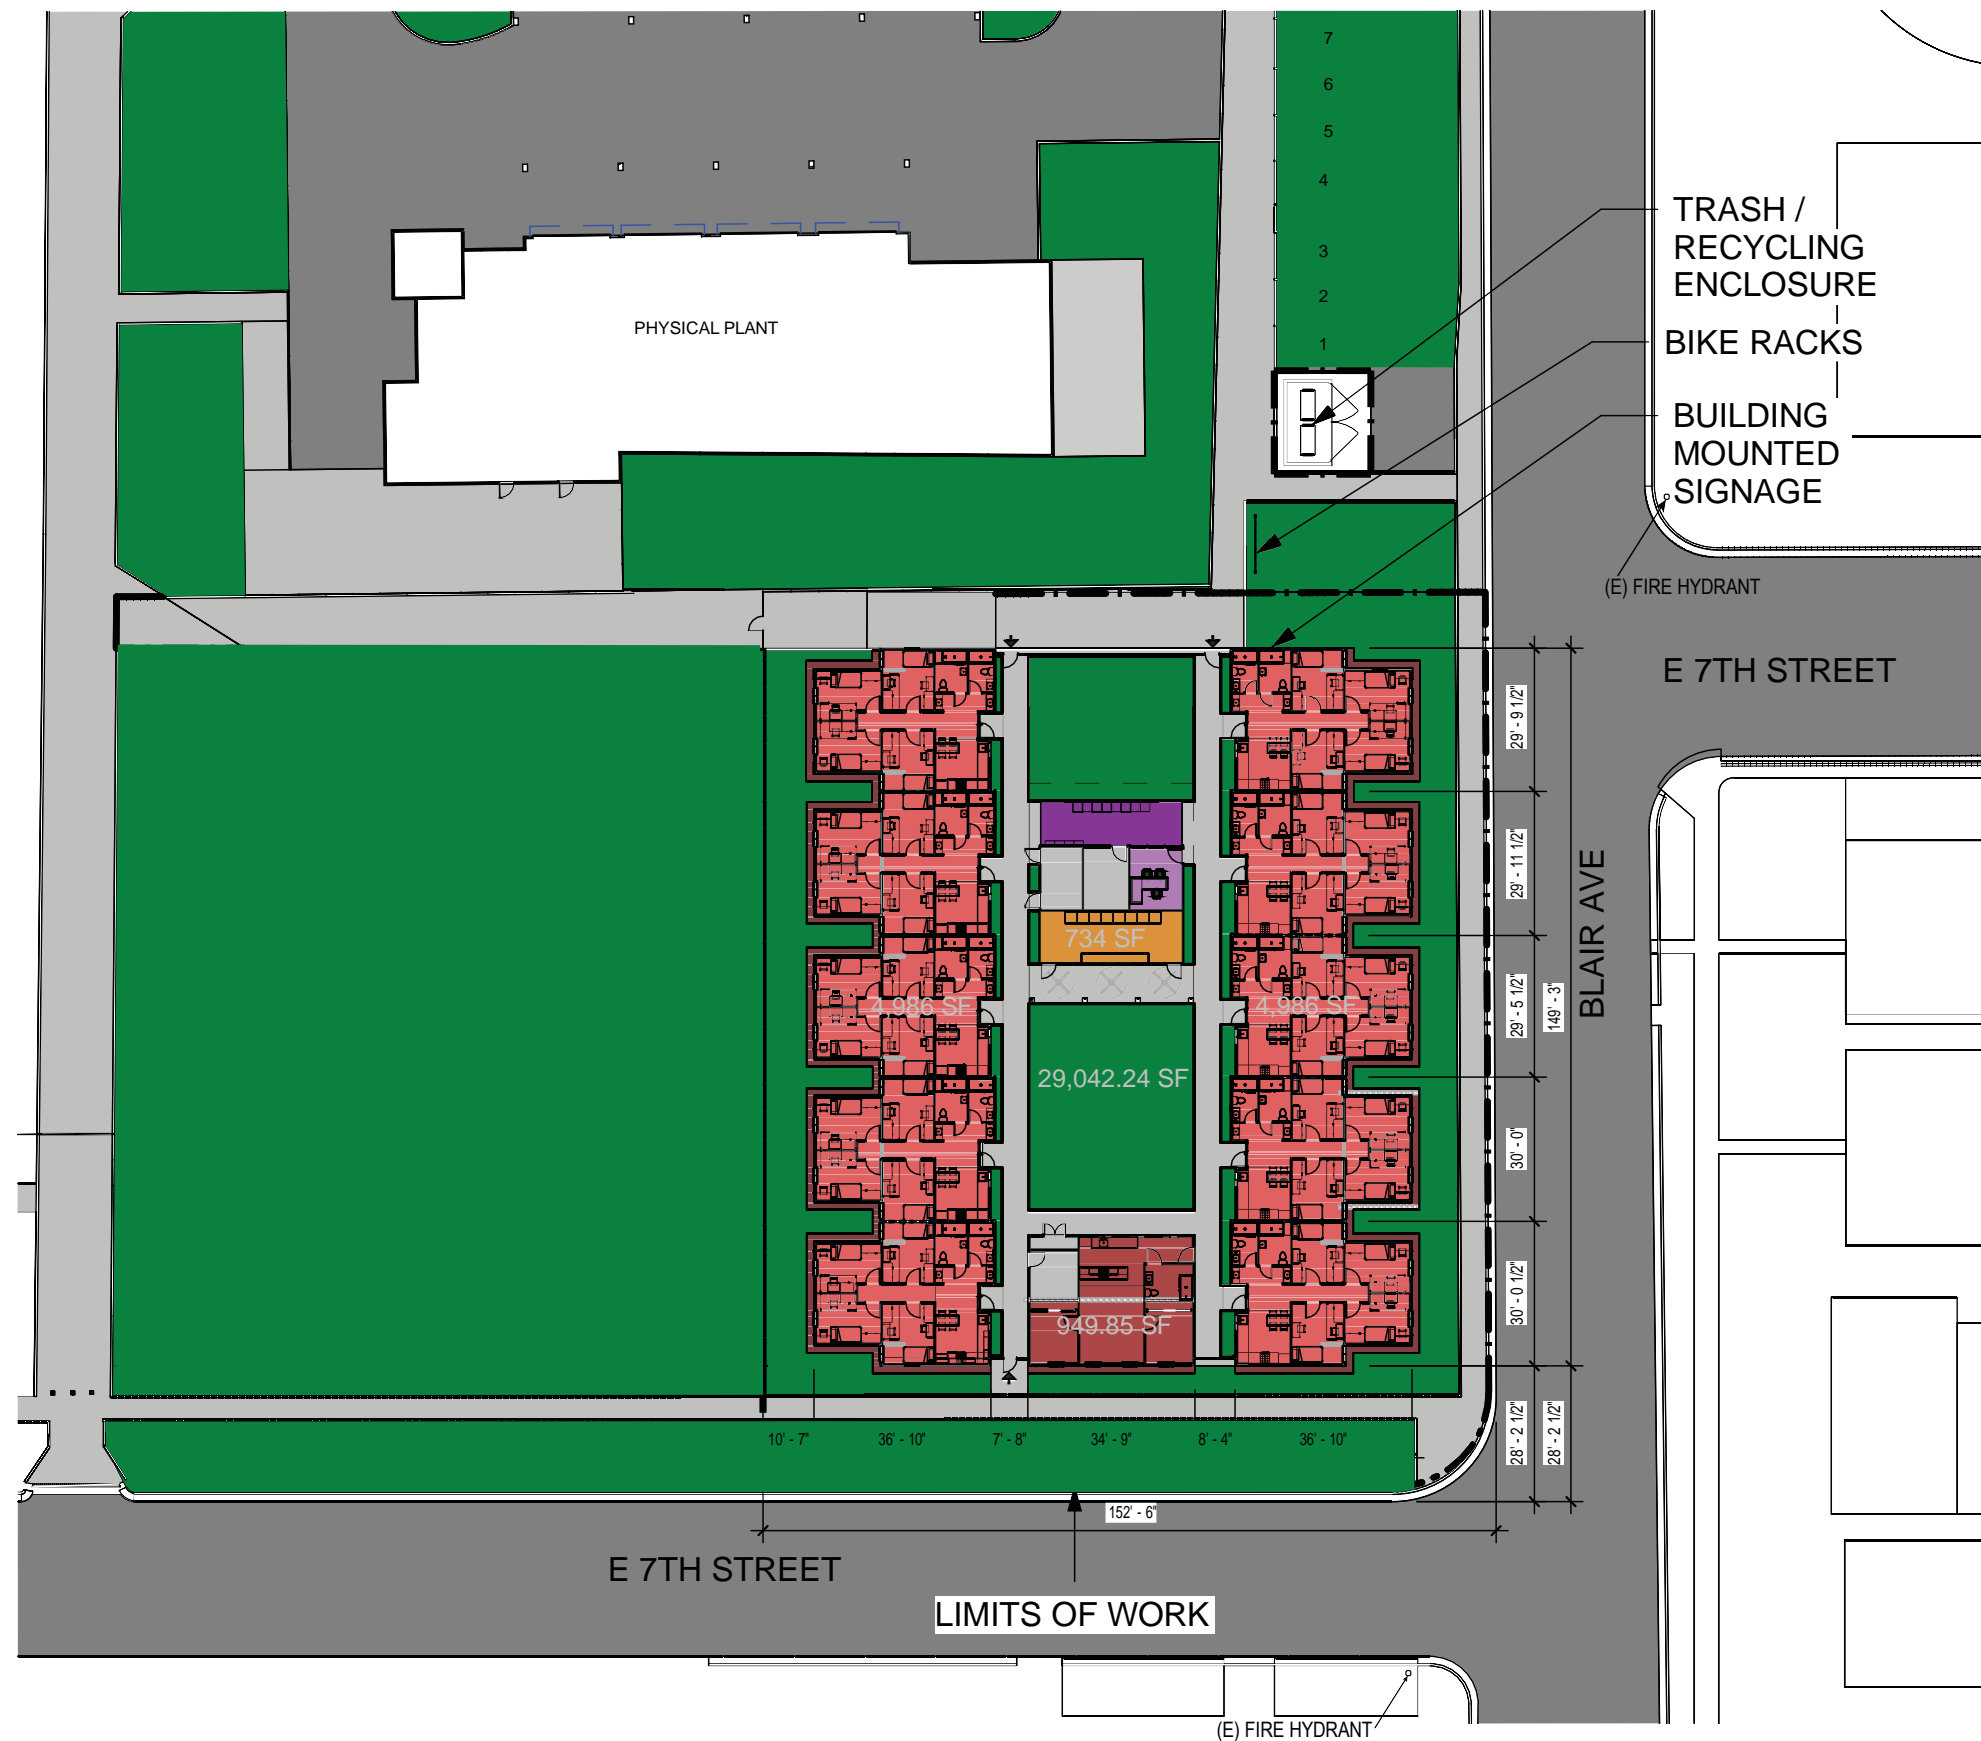 7
6
5
4
3
2
1
TRASH /
RECYCLING
ENCLOSURE
BIKE RACKS
BUILDING
MOUNTED
SIGNAGE
PHYSICAL PLANT
(E) FIRE HYDRANT
E 7TH STREET
29' - 9 1/2"
29' - 11 1/2"
29' - 5 1/2"
149' - 3"
30' - 0"
30' - 0 1/2"
28' - 2 1/2"
28' - 2 1/2"
BLAIR AVE
734 SF
4,986 SF
4,986 SF
29,042.24 SF
949.85 SF
10' - 7"
36' - 10"
7' - 8"
34' - 9"
8' - 4"
36' - 10"
152' - 6"
E 7TH STREET
LIMITS OF WORK
(E) FIRE HYDRANT